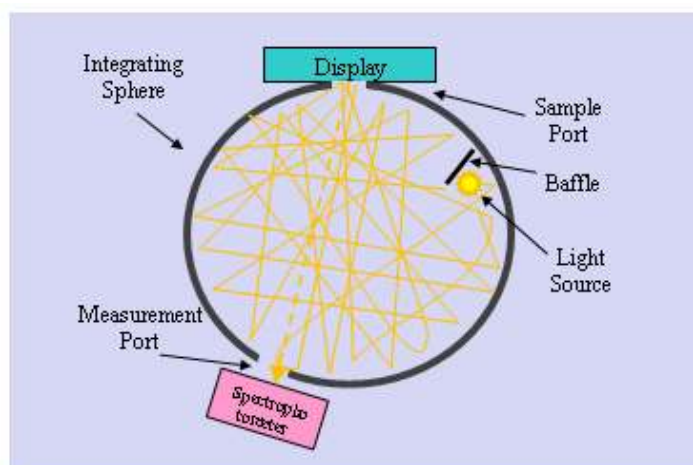 Display
Integrating
Sphere
Sample
Port
Baffle
Light
Source
Measurement
Port
Spectropho
tometer